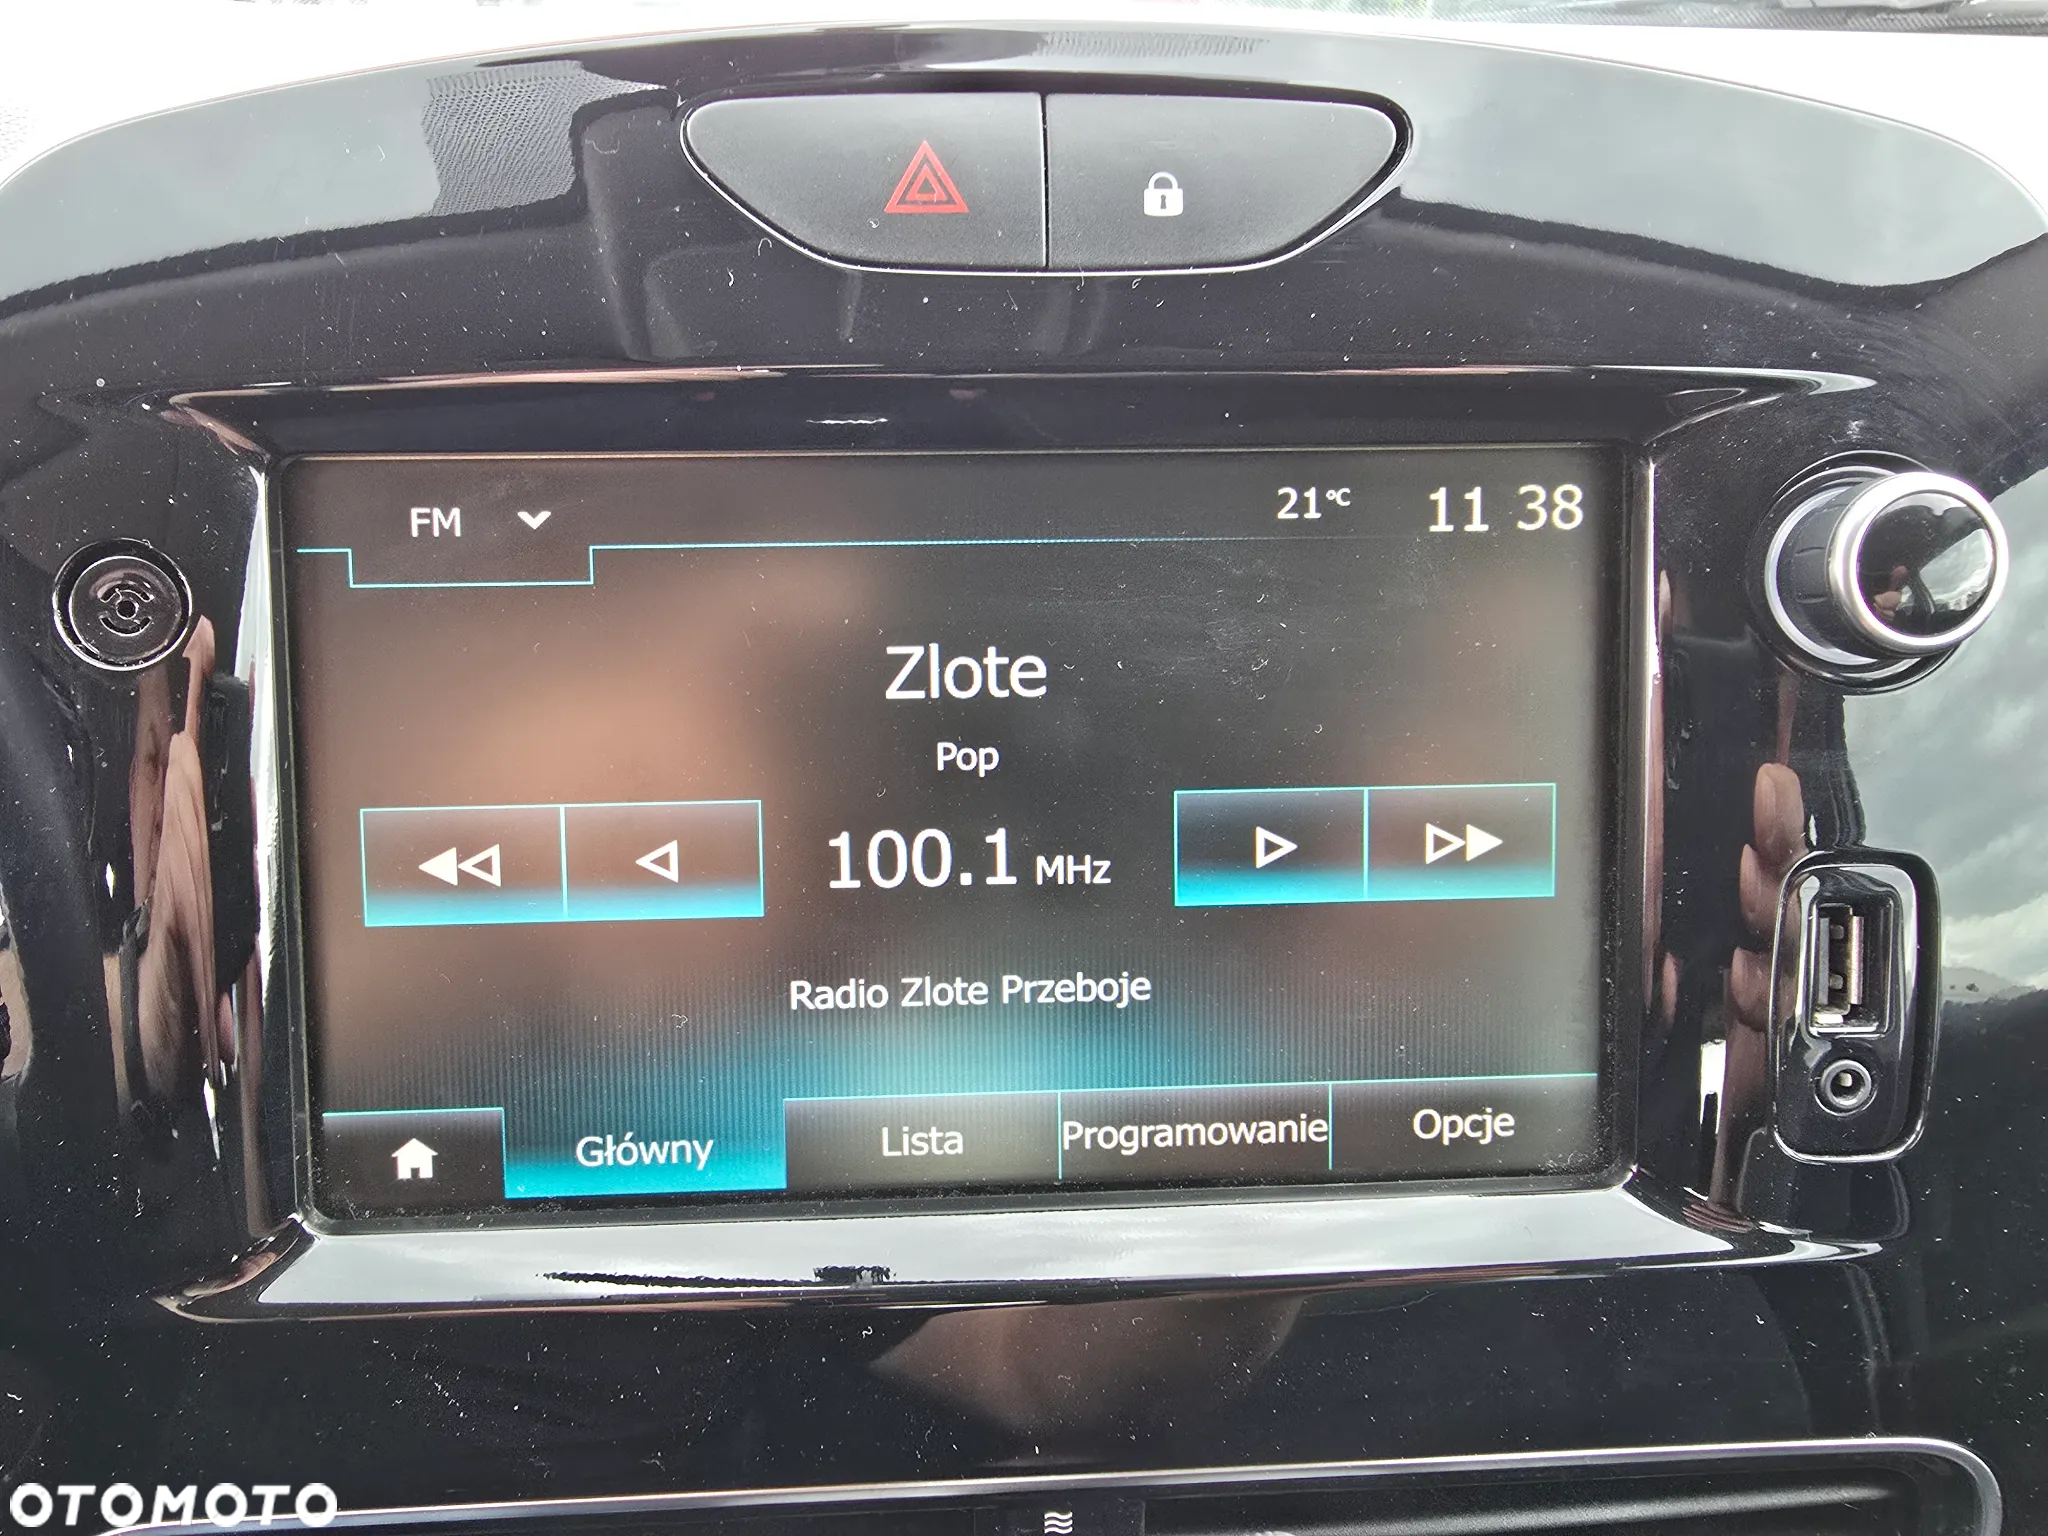 FM 21°C 11 38
Zlote
Pop
100.1 MHz
Radio Zlote Przeboje
Główny Lista Programowanie Opcje
OTOMOTO